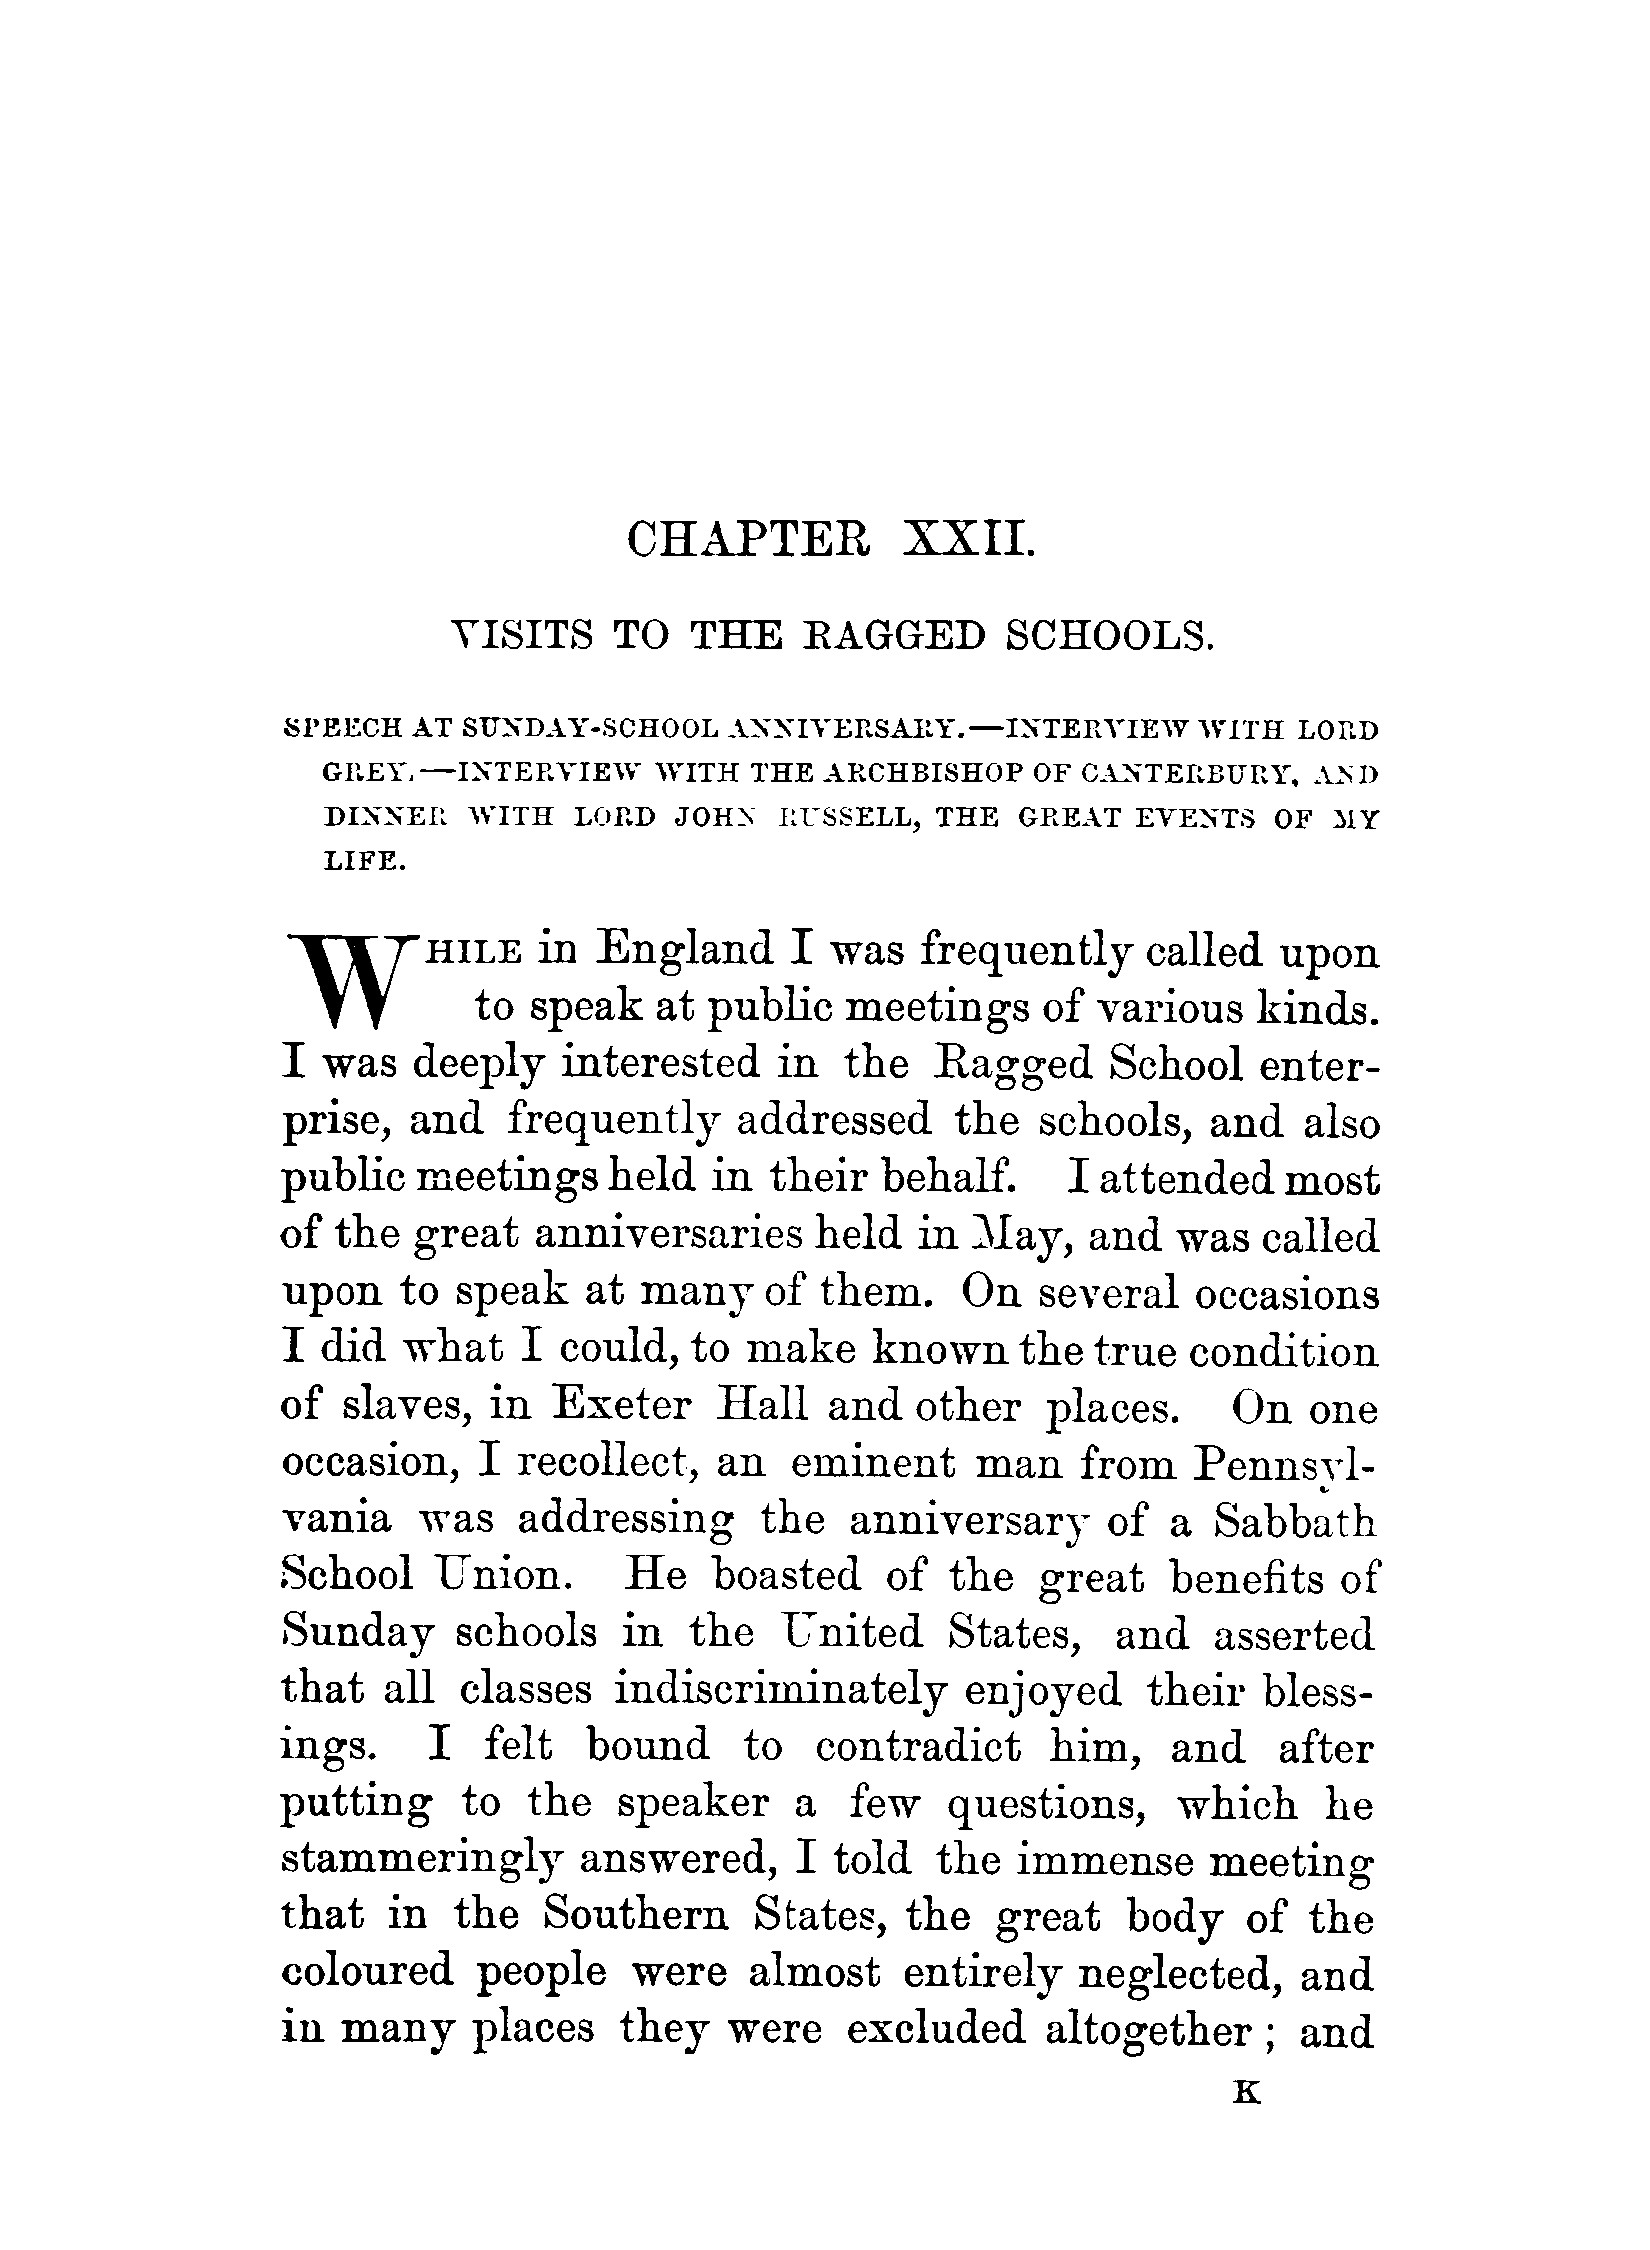 CHAPTER XXII.
VISITS TO THE RAGGED SCHOOLS.
SPEECH AT SUNDAY-SCHOOL ANNIVERSARY.—INTERVIEW WITH LORD
GREY.—INTERVIEW WITH THE ARCHBISHOP OF CANTERBURY, AND
DINNER WITH LORD JOHN RUSSELL, THE GREAT EVENTS OF MY
LIFE.
WHILE in England I was frequently called upon
to speak at public meetings of various kinds.
I was deeply interested in the Ragged School enter-
prise, and frequently addressed the schools, and also
public meetings held in their behalf. I attended most
of the great anniversaries held in May, and was called
upon to speak at many of them. On several occasions
I did what I could, to make known the true condition
of slaves, in Exeter Hall and other places. On one
occasion, I recollect, an eminent man from Pennsyl-
vania was addressing the anniversary of a Sabbath
School Union. He boasted of the great benefits of
Sunday schools in the United States, and asserted
that all classes indiscriminately enjoyed their bless-
ings. I felt bound to contradict him, and after
putting to the speaker a few questions, which he
stammeringly answered, I told the immense meeting
that in the Southern States, the great body of the
coloured people were almost entirely neglected, and
in many places they were excluded altogether ; and
K